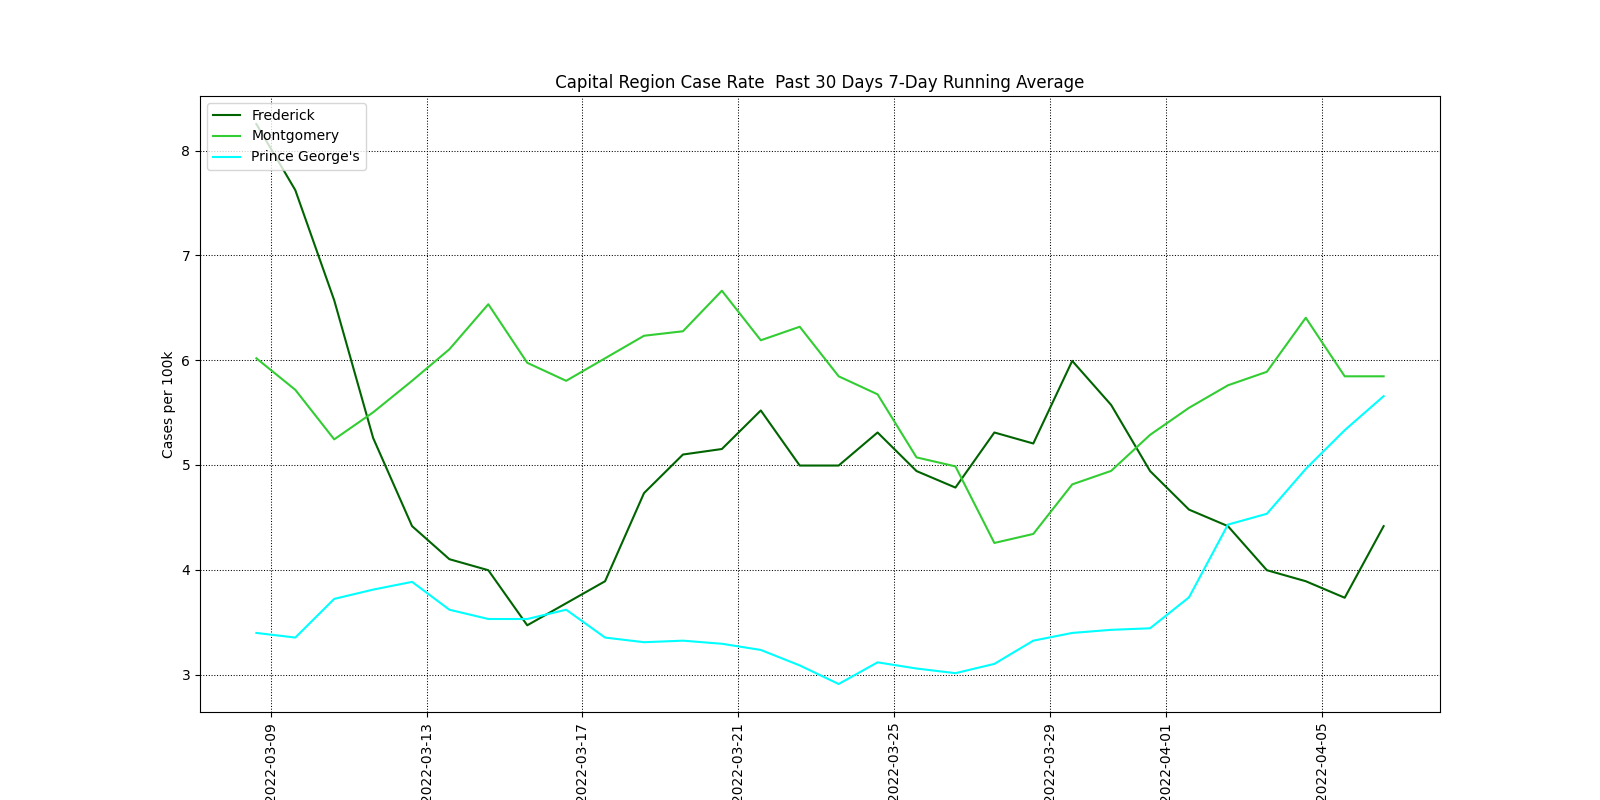 Capital Region Case Rate  Past 30 Days 7-Day Running Average
Frederick
Montgomery
Prince George's
Cases per 100k
8
7
6
5
4
3
2022-03-09
2022-03-13
2022-03-17
2022-03-21
2022-03-25
2022-03-29
2022-04-01
2022-04-05